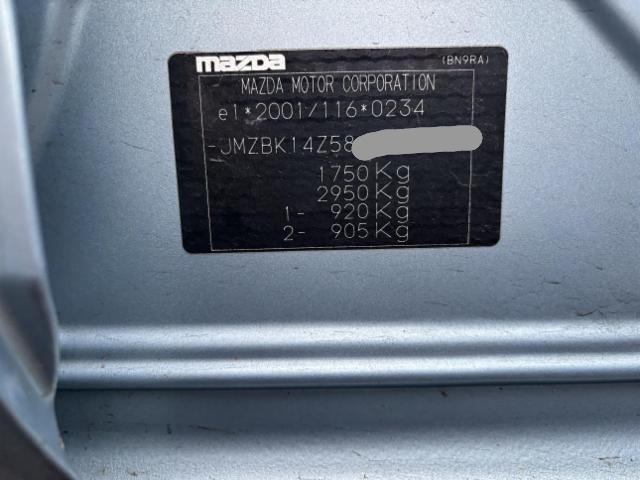 mazda
(BN9RA)
MAZDA MOTOR CORPORATION
e1*2001/116*0234
-JMZBK14Z58
1750Kg
2950Kg
1- 920Kg
2- 905Kg